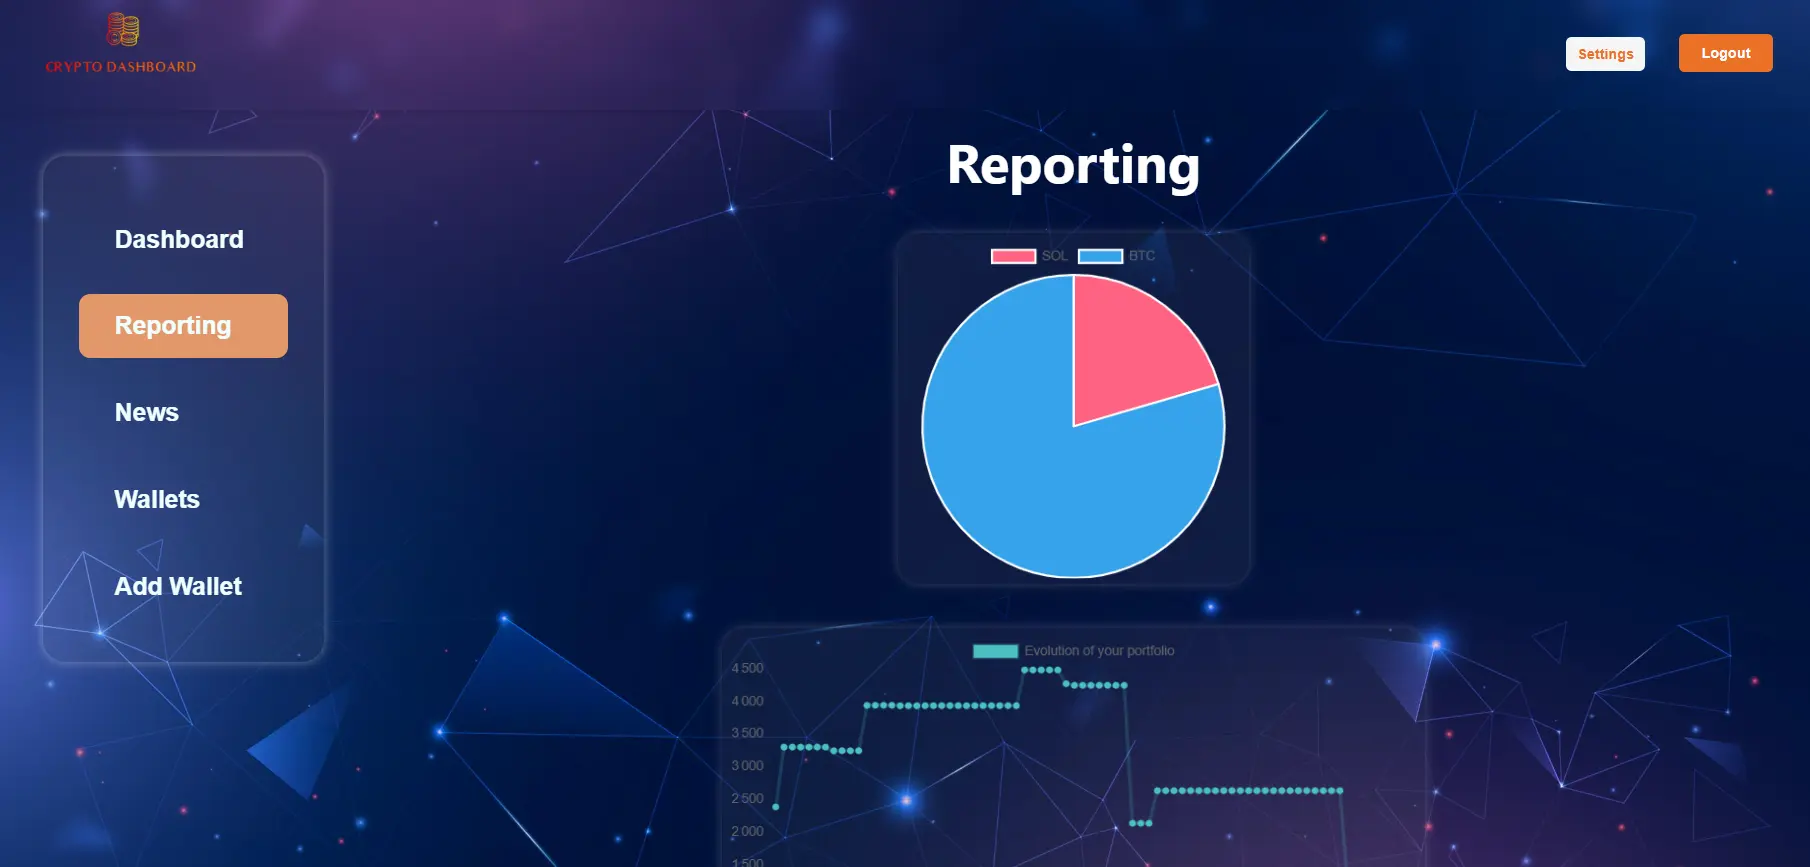 CRYPTO DASHBOARD
Settings
Logout
Dashboard
Reporting
News
Wallets
Add Wallet
Reporting
SOL
BTC
Evolution of your portfolio
4 500
4 000
3 500
3 000
2 500
2 000
1 500